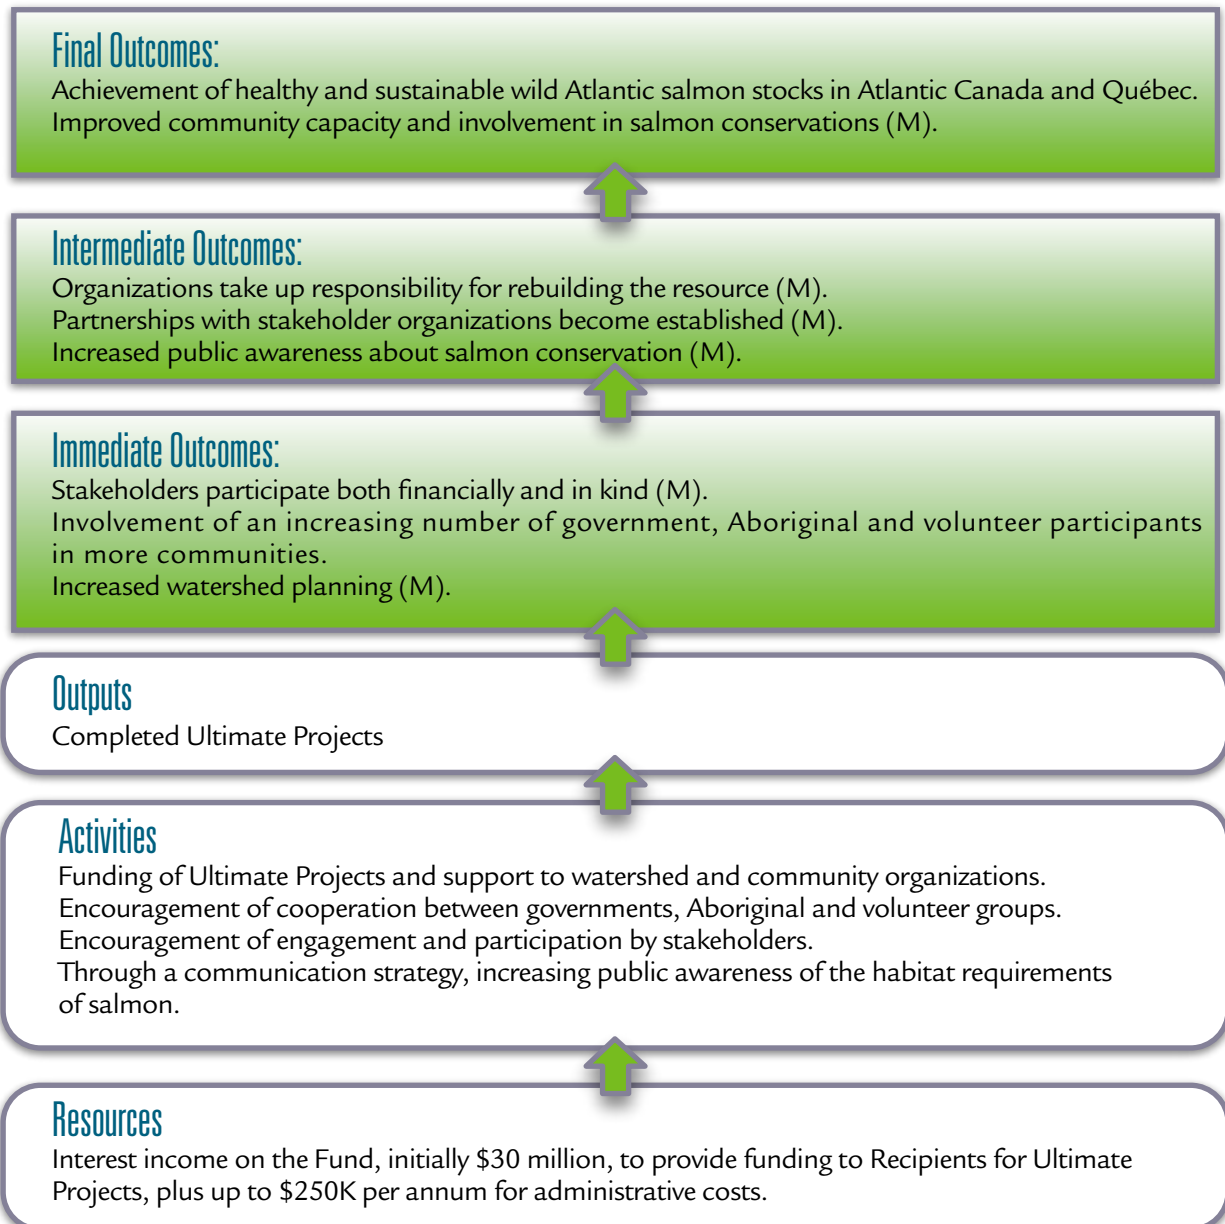 Final Outcomes:
Achievement of healthy and sustainable wild Atlantic salmon stocks in Atlantic Canada and Québec.
Improved community capacity and involvement in salmon conservations (M).
Intermediate Outcomes:
Organizations take up responsibility for rebuilding the resource (M).
Partnerships with stakeholder organizations become established (M).
Increased public awareness about salmon conservation (M).
Immediate Outcomes:
Stakeholders participate both financially and in kind (M).
Involvement of an increasing number of government, Aboriginal and volunteer participants
in more communities.
Increased watershed planning (M).
Outputs
Completed Ultimate Projects
Activities
Funding of Ultimate Projects and support to watershed and community organizations.
Encouragement of cooperation between governments, Aboriginal and volunteer groups.
Encouragement of engagement and participation by stakeholders.
Through a communication strategy, increasing public awareness of the habitat requirements
of salmon.
Resources
Interest income on the Fund, initially $30 million, to provide funding to Recipients for Ultimate
Projects, plus up to $250K per annum for administrative costs.